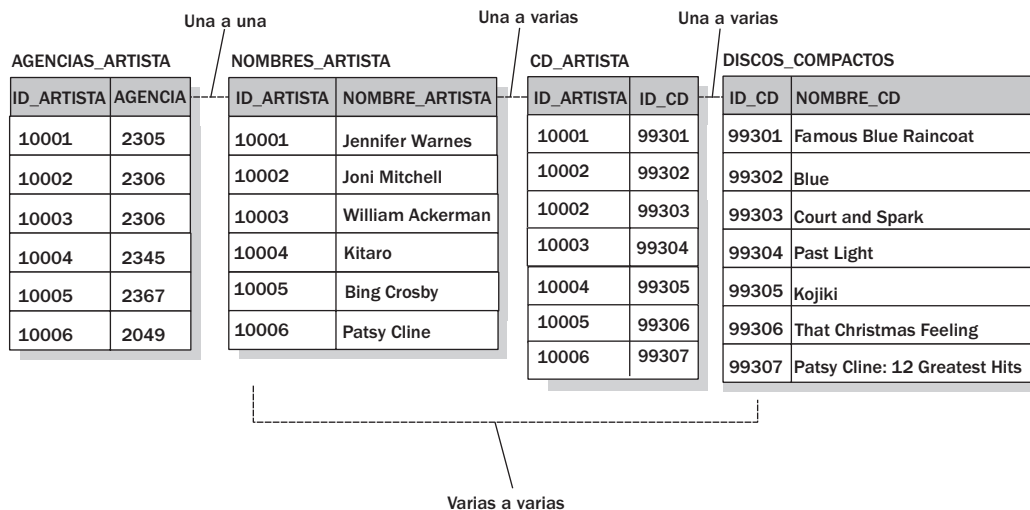 Una a una
Una a varias
Una a varias
AGENCIAS_ARTISTA
ID_ARTISTA AGENCIA
10001 2305
10002 2306
10003 2306
10004 2345
10005 2367
10006 2049
NOMBRES_ARTISTA
ID_ARTISTA NOMBRE_ARTISTA
10001 Jennifer Warnes
10002 Joni Mitchell
10003 William Ackerman
10004 Kitaro
10005 Bing Crosby
10006 Patsy Cline
CD_ARTISTA
ID_ARTISTA ID_CD
10001 99301
10002 99302
10002 99303
10003 99304
10004 99305
10005 99306
10006 99307
DISCOS_COMPACTOS
ID_CD NOMBRE_CD
99301 Famous Blue Raincoat
99302 Blue
99303 Court and Spark
99304 Past Light
99305 Kojiki
99306 That Christmas Feeling
99307 Patsy Cline: 12 Greatest Hits
Varias a varias